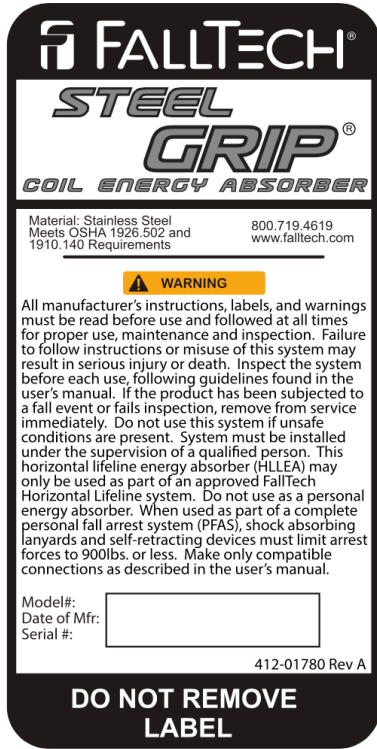 FALLTECH®
STEEL
GRIP®
COIL ENERGY ABSORBER
Material: Stainless Steel
Meets OSHA 1926.502 and
1910.140 Requirements
800.719.4619
www.falltech.com
WARNING
All manufacturer's instructions, labels, and warnings
must be read before use and followed at all times
for proper use, maintenance and inspection. Failure
to follow instructions or misuse of this system may
result in serious injury or death. Inspect the system
before each use, following guidelines found in the
user's manual. If the product has been subjected to
a fall event or fails inspection, remove from service
immediately. Do not use this system if unsafe
conditions are present. System must be installed
under the supervision of a qualified person. This
horizontal lifeline energy absorber (HLLEA) may
only be used as part of an approved FallTech
Horizontal Lifeline system. Do not use as a personal
energy absorber. When used as part of a complete
personal fall arrest system (PFAS), shock absorbing
lanyards and self-retracting devices must limit arrest
forces to 900lbs. or less. Make only compatible
connections as described in the user's manual.
Model#:
Date of Mfr:
Serial #:
412-01780 Rev A
DO NOT REMOVE
LABEL